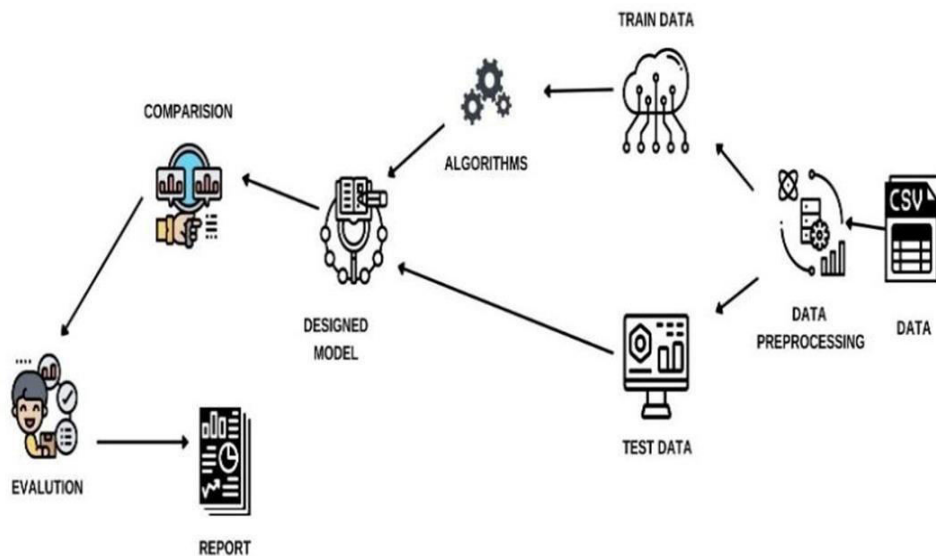 TRAIN DATA
COMPARISION
ALGORITHMS
CSV
DATA
PREPROCESSING
DATA
DESIGNED
MODEL
TEST DATA
EVALUTION
REPORT